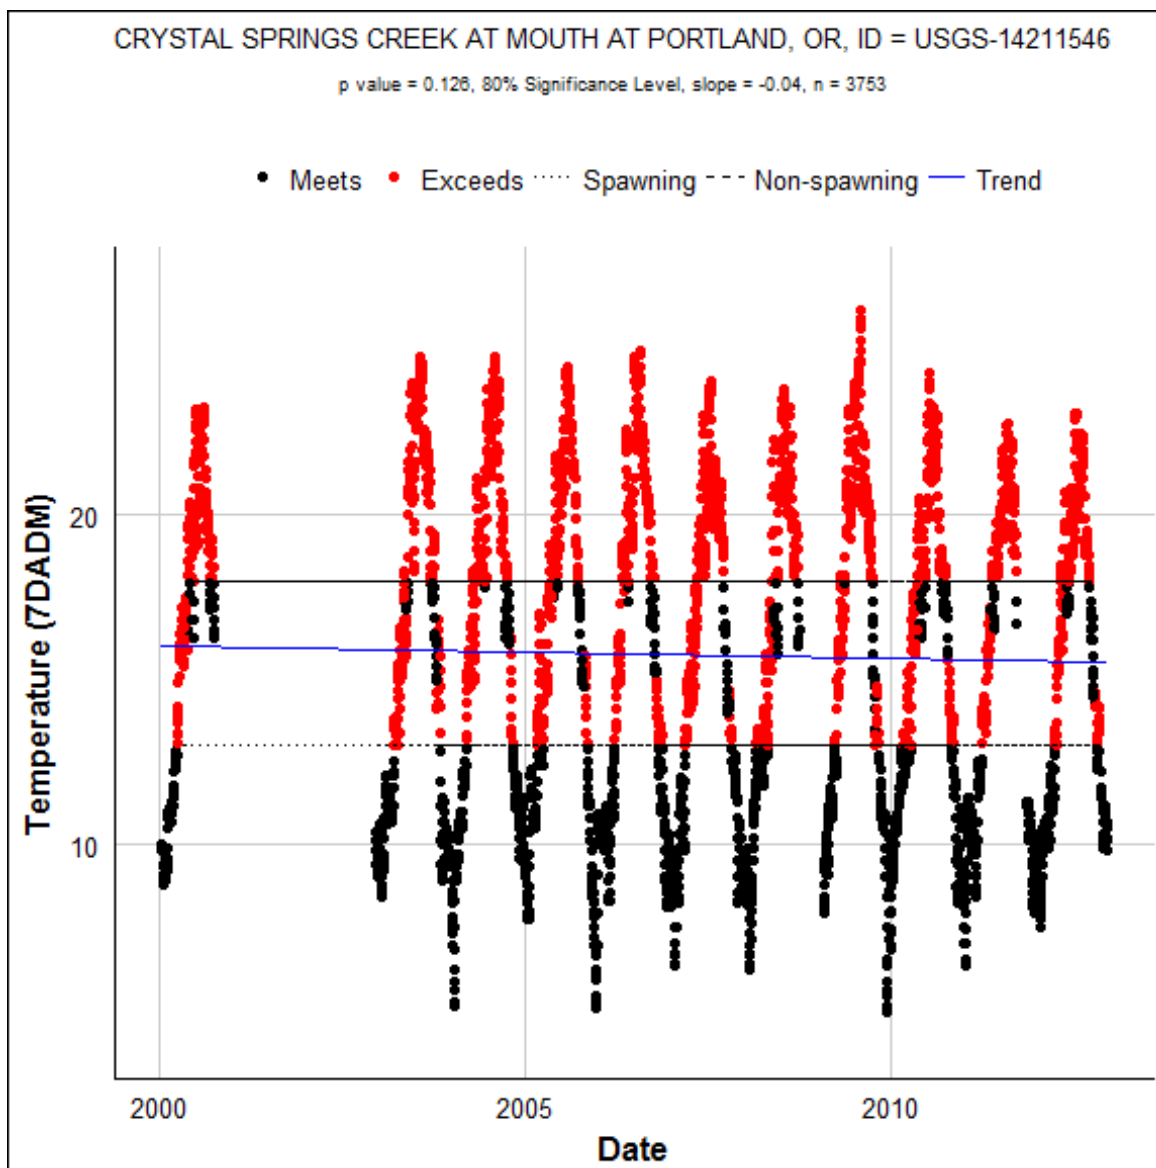 CRYSTAL SPRINGS CREEK AT MOUTH AT PORTLAND, OR, ID = USGS-14211546
p value = 0.126, 80% Significance Level, slope = -0.04, n = 3753
Meets Exceeds Spawning Non-spawning Trend
Temperature (7DADM)
20
10
2000 2005 2010
Date